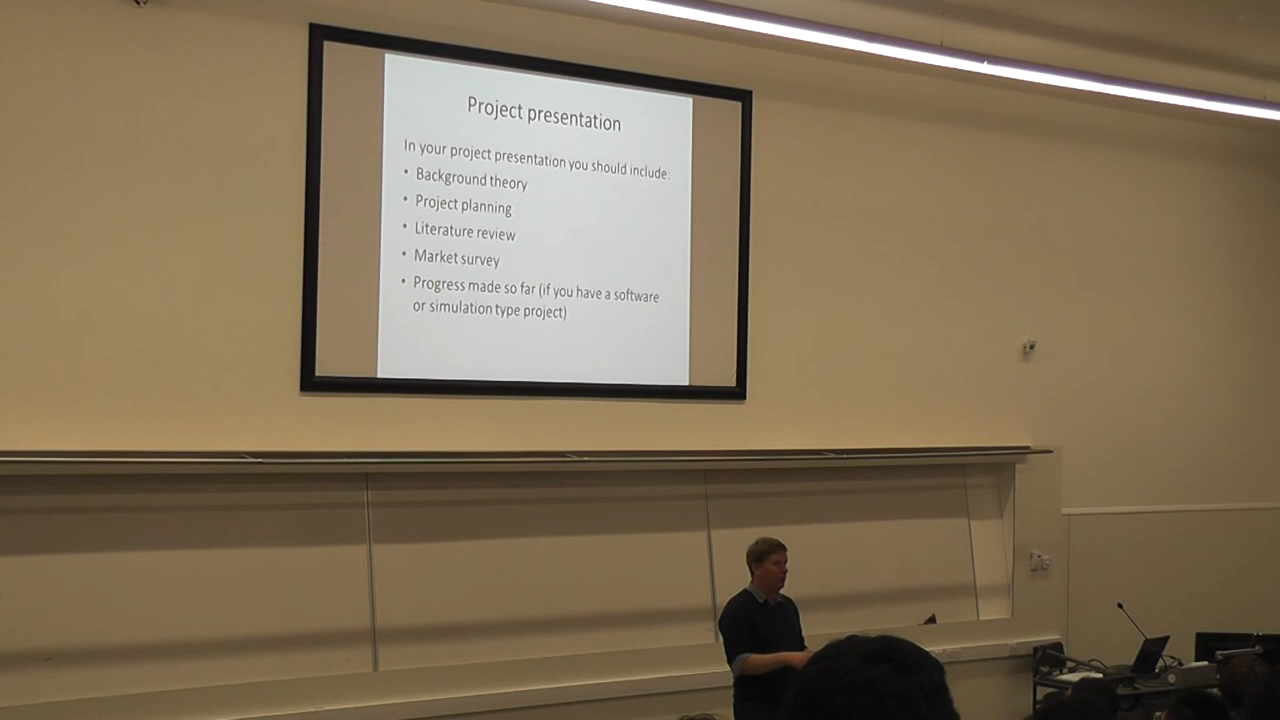 Project presentation
In your project presentation you should include:
• Background theory
• Project planning
• Literature review
• Market survey
• Progress made so far (if you have a software
or simulation type project)